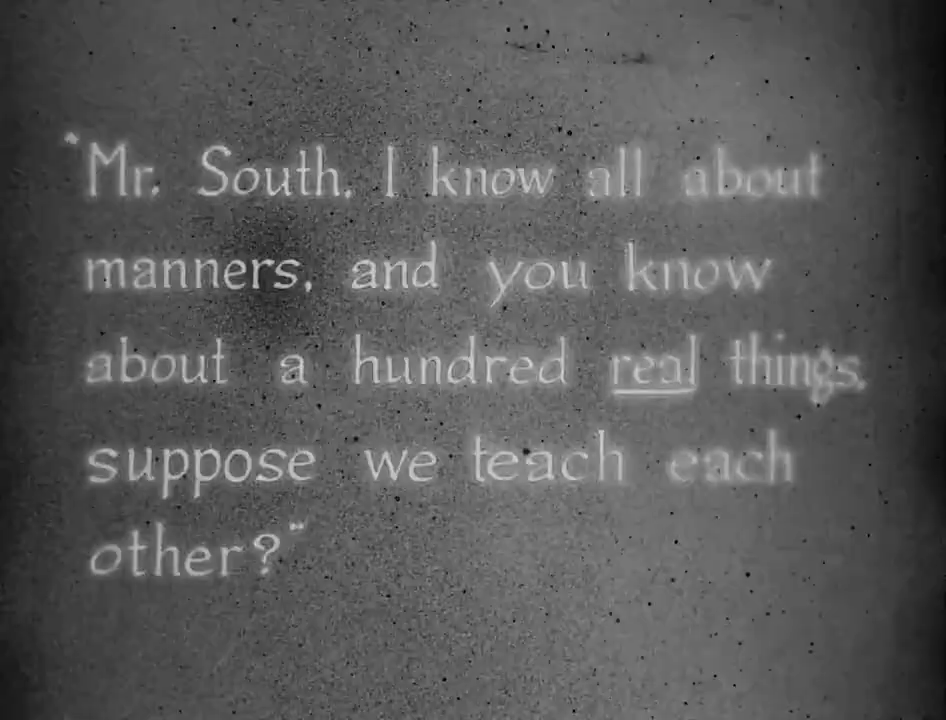 "Mr. South, I know all about
manners, and you know
about a hundred real things,
suppose we teach each
other?"